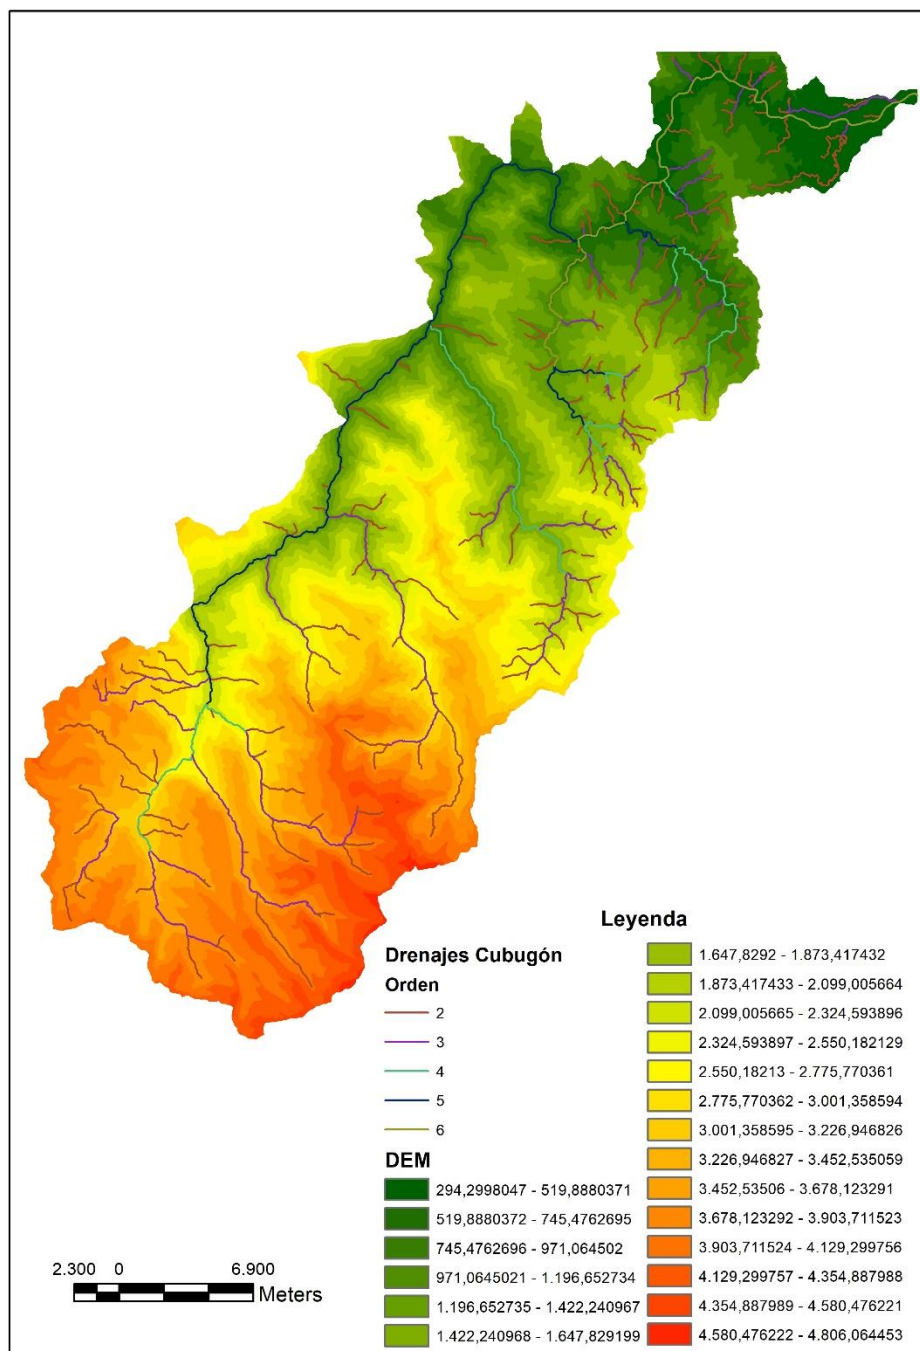 Leyenda
Drenajes Cubugón
Orden
2
3
4
5
6
DEM
294,2998047 - 519,8880371
519,8880372 - 745,4762695
745,4762696 - 971,064502
971,0645021 - 1.196,652734
1.196,652735 - 1.422,240967
1.422,240968 - 1.647,829199
1.647,8292 - 1.873,417432
1.873,417433 - 2.099,005664
2.099,005665 - 2.324,593896
2.324,593897 - 2.550,182129
2.550,18213 - 2.775,770361
2.775,770362 - 3.001,358594
3.001,358595 - 3.226,946826
3.226,946827 - 3.452,535059
3.452,53506 - 3.678,123291
3.678,123292 - 3.903,711523
3.903,711524 - 4.129,299756
4.129,299757 - 4.354,887988
4.354,887989 - 4.580,476221
4.580,476222 - 4.806,064453
2.300 0 6.900
Meters